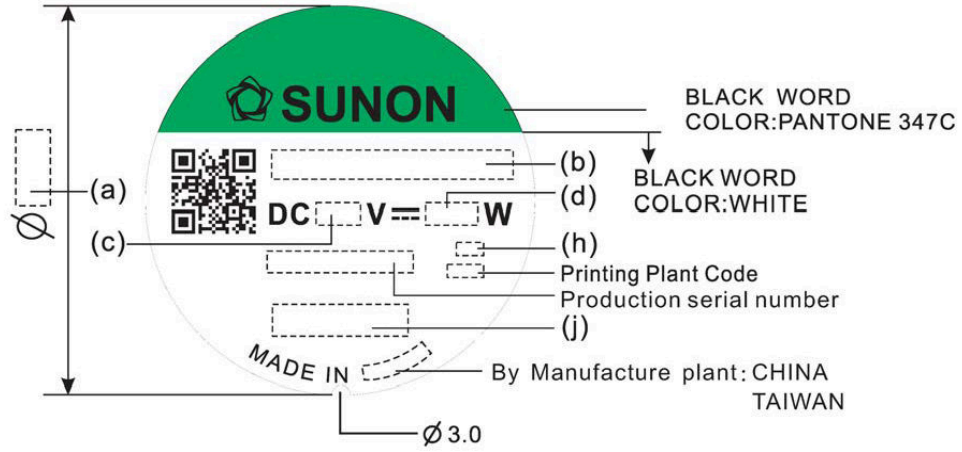 SUNON
BLACK WORD
COLOR:PANTONE 347C
(b)
BLACK WORD
COLOR:WHITE
(a)
(d)
DC V W
(c)
(h)
Printing Plant Code
Production serial number
(j)
MADE IN
By Manufacture plant: CHINA
TAIWAN
Ø
Ø 3.0